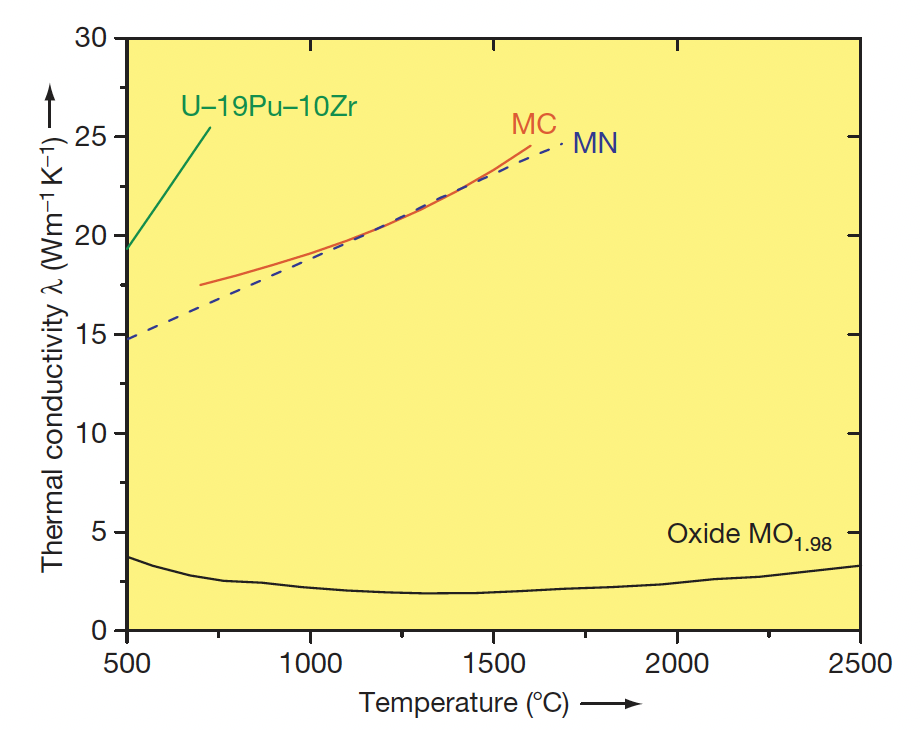 Thermal conductivity λ (Wm⁻¹ K⁻¹)
30
25
20
15
10
5
0
U–19Pu–10Zr
MC
MN
Oxide MO₁.₉₈
500 1000 1500 2000 2500
Temperature (°C)